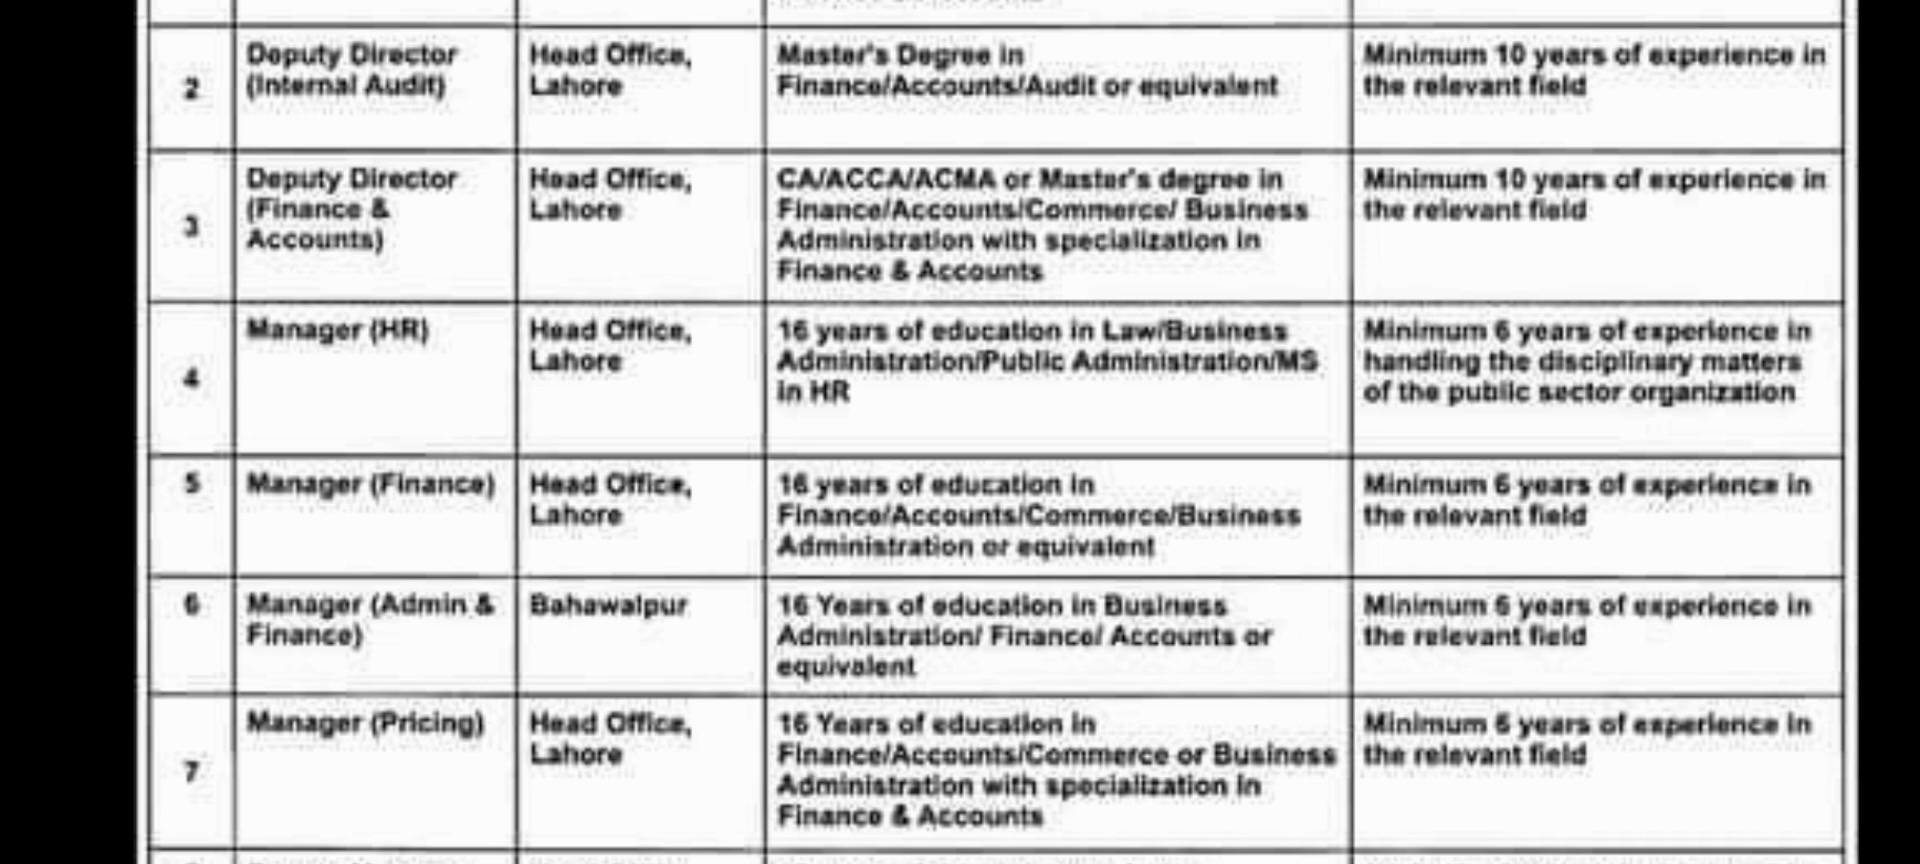 2
Deputy Director
(Internal Audit)
Head Office,
Lahore
Master's Degree in
Finance/Accounts/Audit or equivalent
Minimum 10 years of experience in
the relevant field
3
Deputy Director
(Finance &
Accounts)
Head Office,
Lahore
CA/ACCA/ACMA or Master's degree in
Finance/Accounts/Commerce/ Business
Administration with specialization in
Finance & Accounts
Minimum 10 years of experience in
the relevant field
4
Manager (HR)
Head Office,
Lahore
16 years of education in Law/Business
Administration/Public Administration/MS
in HR
Minimum 6 years of experience in
handling the disciplinary matters
of the public sector organization
5
Manager (Finance)
Head Office,
Lahore
16 years of education in
Finance/Accounts/Commerce/Business
Administration or equivalent
Minimum 6 years of experience in
the relevant field
6
Manager (Admin &
Finance)
Bahawalpur
16 Years of education in Business
Administration/ Finance/ Accounts or
equivalent
Minimum 6 years of experience in
the relevant field
7
Manager (Pricing)
Head Office,
Lahore
16 Years of education in
Finance/Accounts/Commerce or Business
Administration with specialization in
Finance & Accounts
Minimum 6 years of experience in
the relevant field